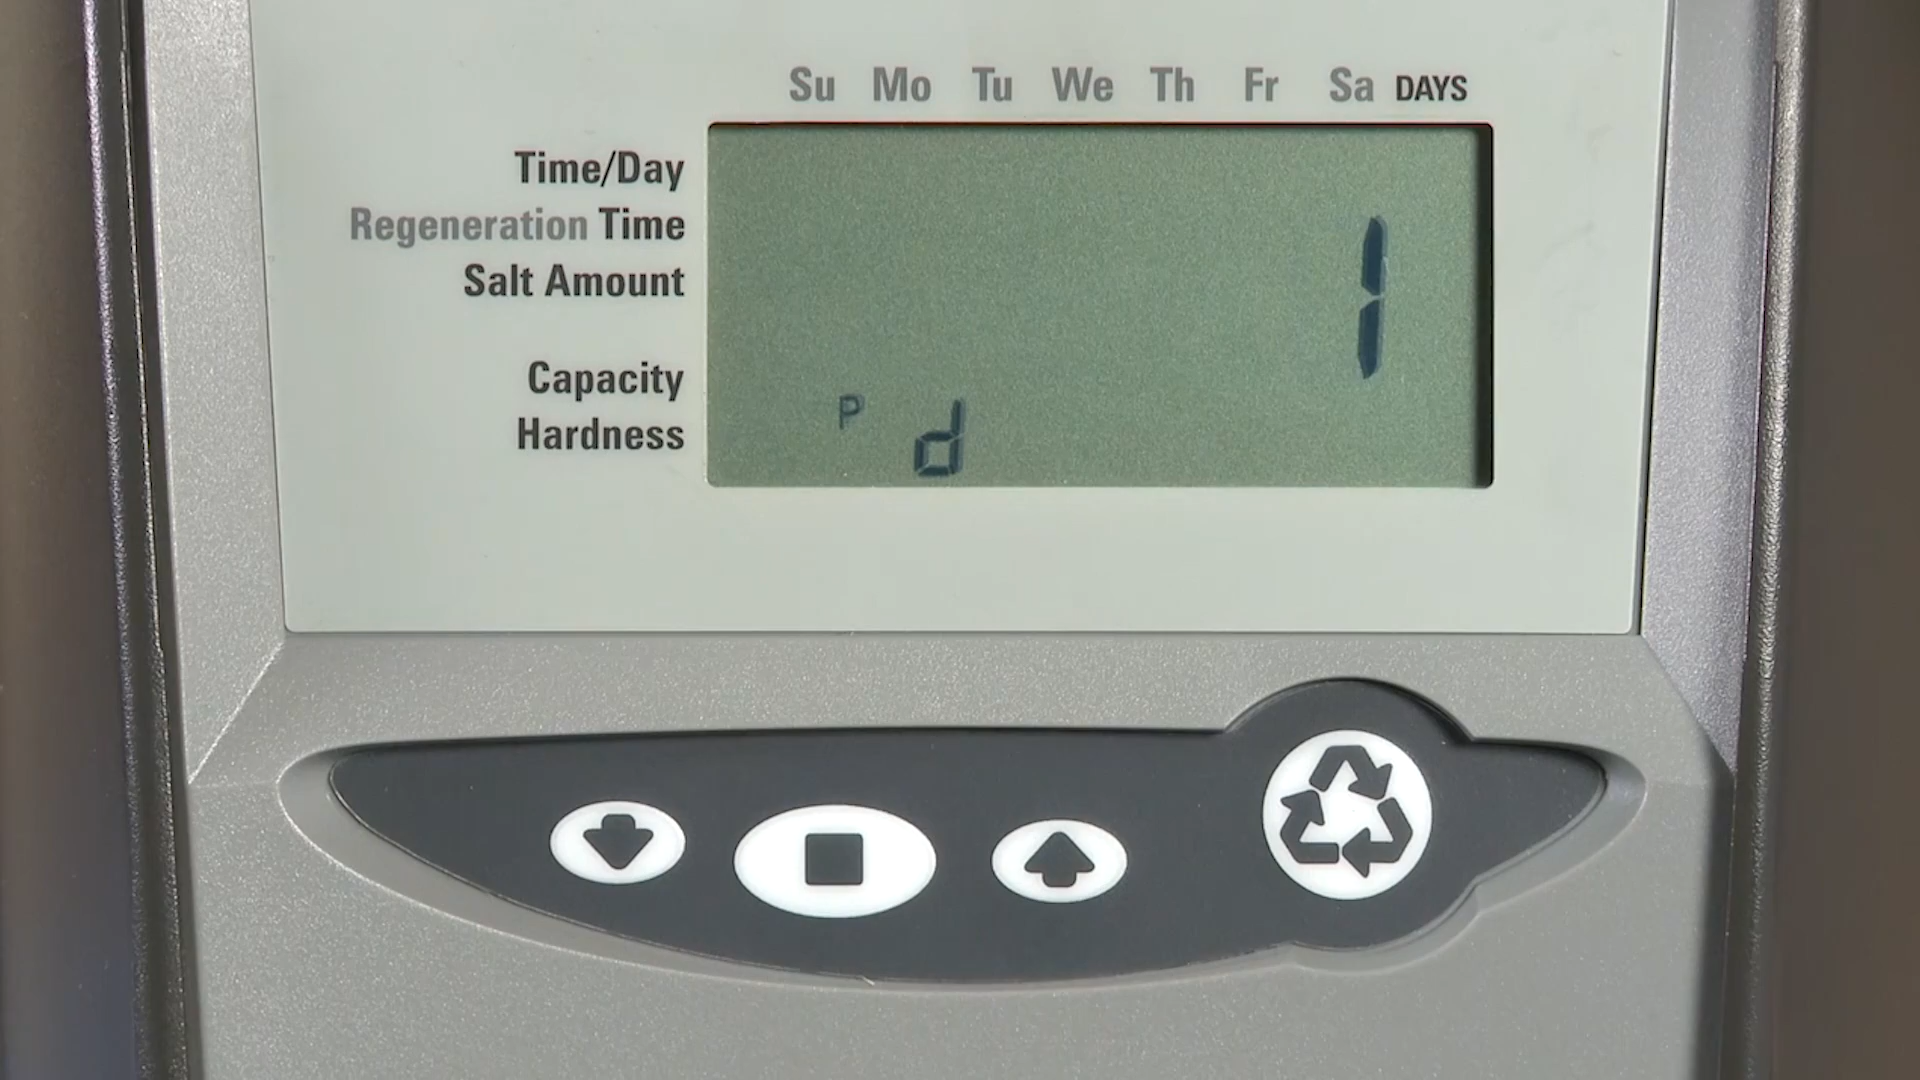 Su Mo Tu We Th Fr Sa DAYS
Time/Day
Regeneration Time
Salt Amount
1
Capacity
P d
Hardness